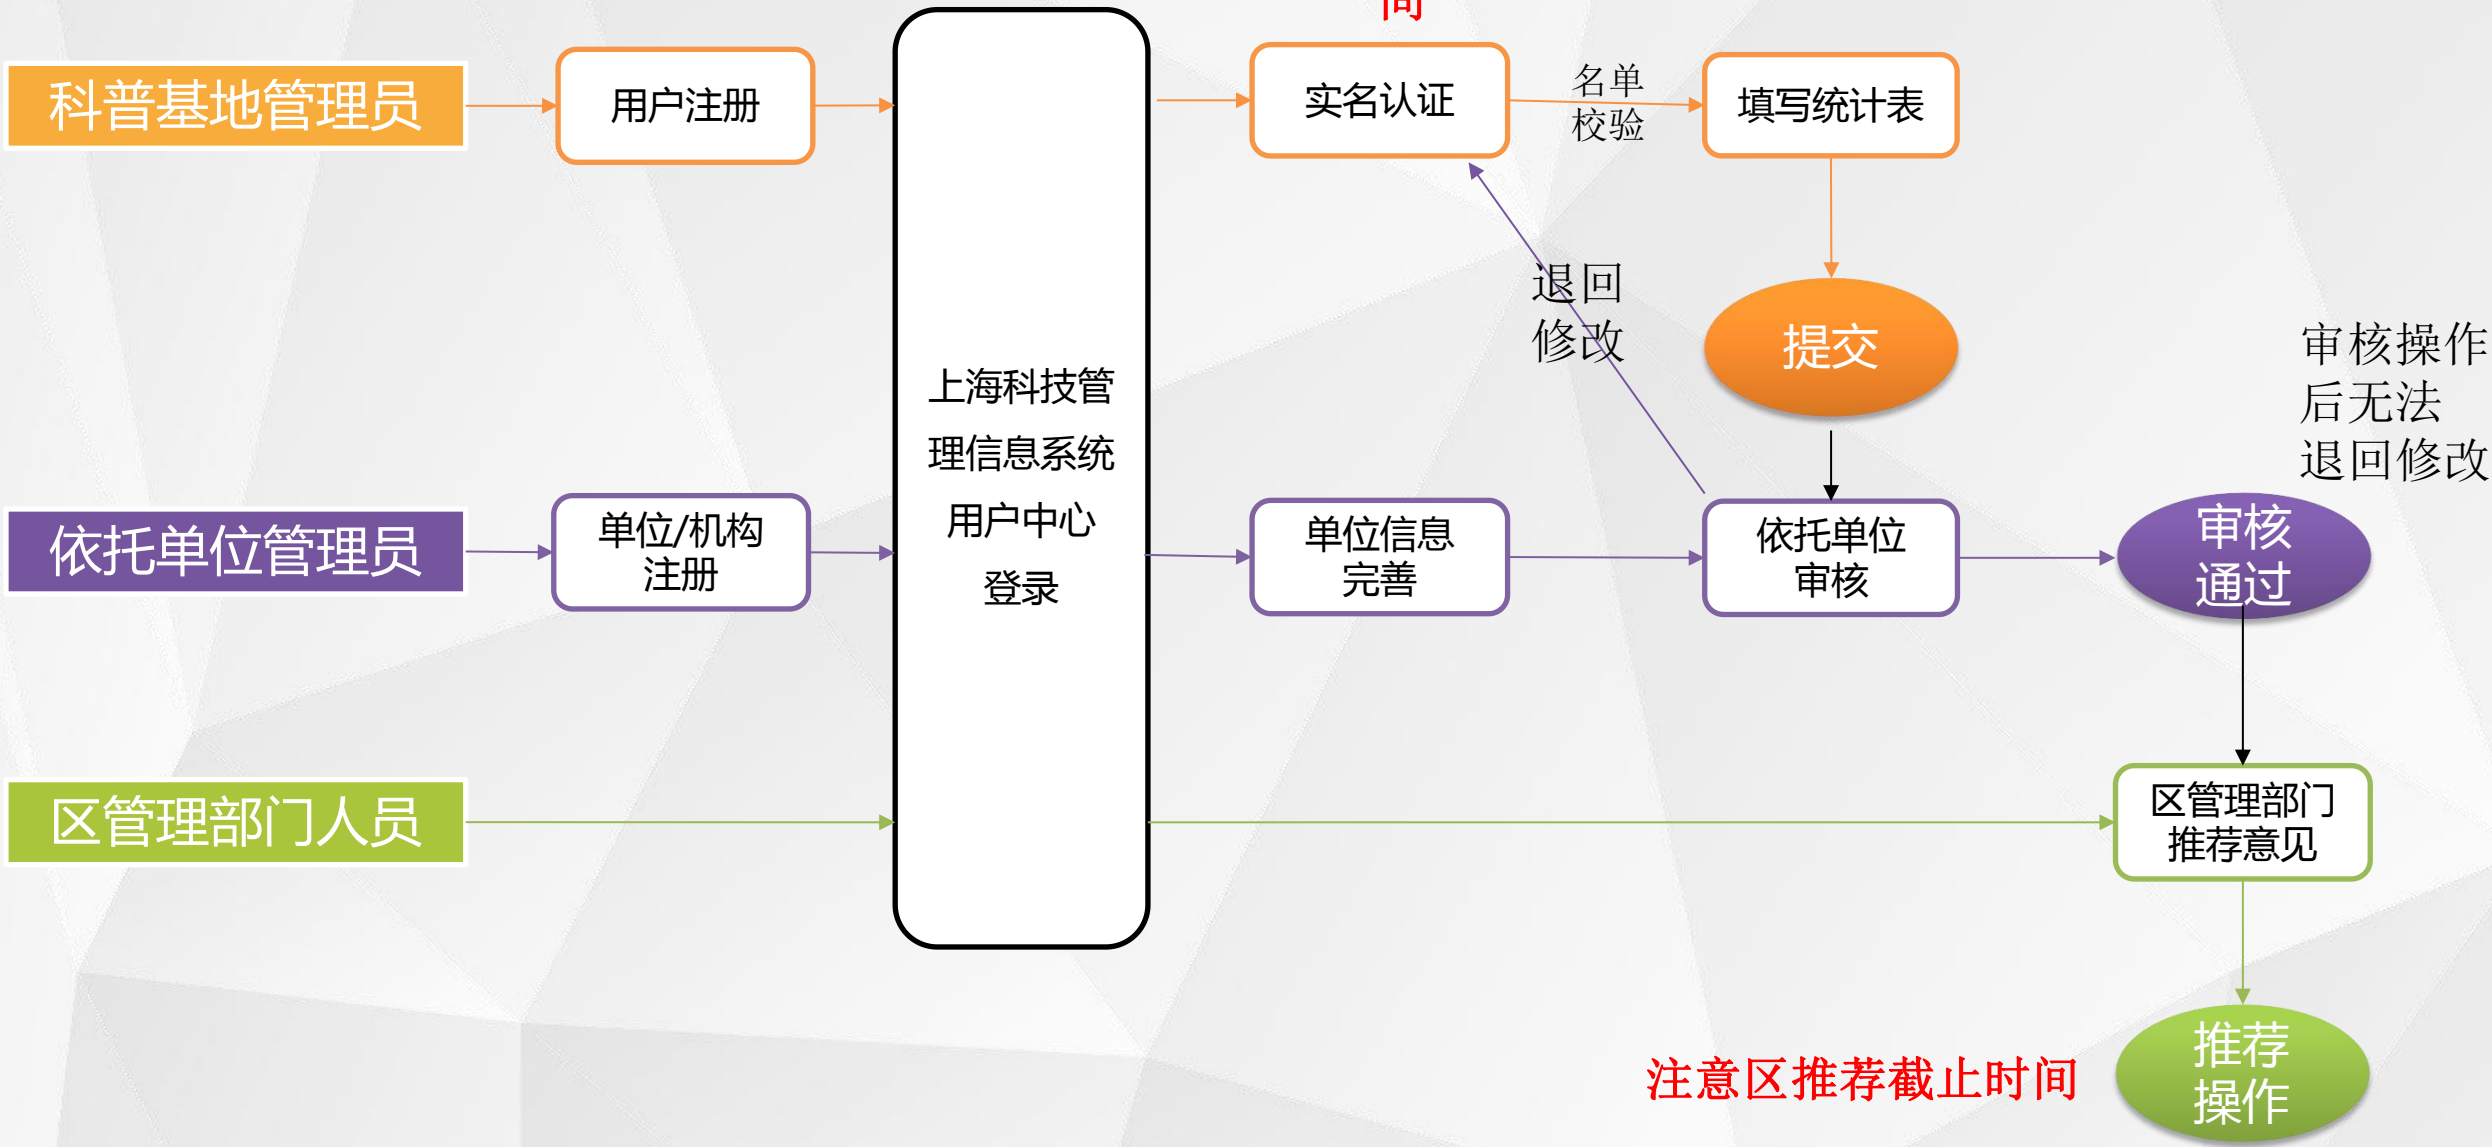 间
科普基地管理员
用户注册
实名认证
名单
校验
填写统计表
上海科技管
理信息系统
用户中心
登录
退回
修改
提交
审核操作
后无法
退回修改
依托单位管理员
单位/机构
注册
单位信息
完善
依托单位
审核
审核
通过
区管理部门人员
区管理部门
推荐意见
注意区推荐截止时间
推荐
操作